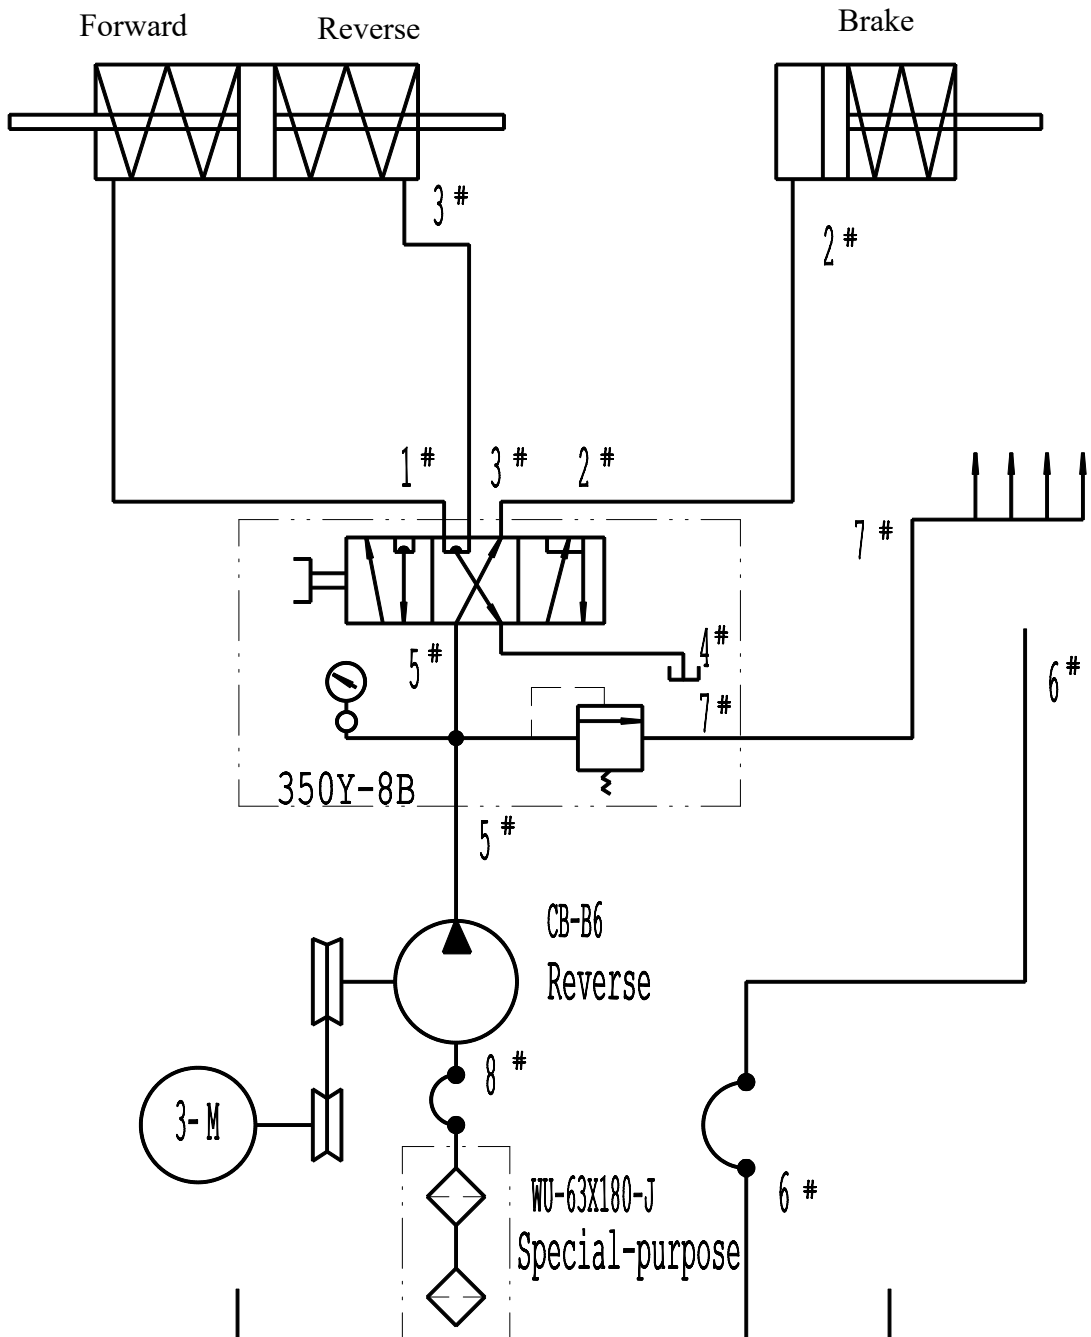 Forward
Reverse
Brake
3#
2#
1#
3#
2#
7#
5#
4#
6#
7#
350Y-8B
5#
CB-B6
Reverse
8#
3-M
6#
WU-63X180-J
Special-purpose